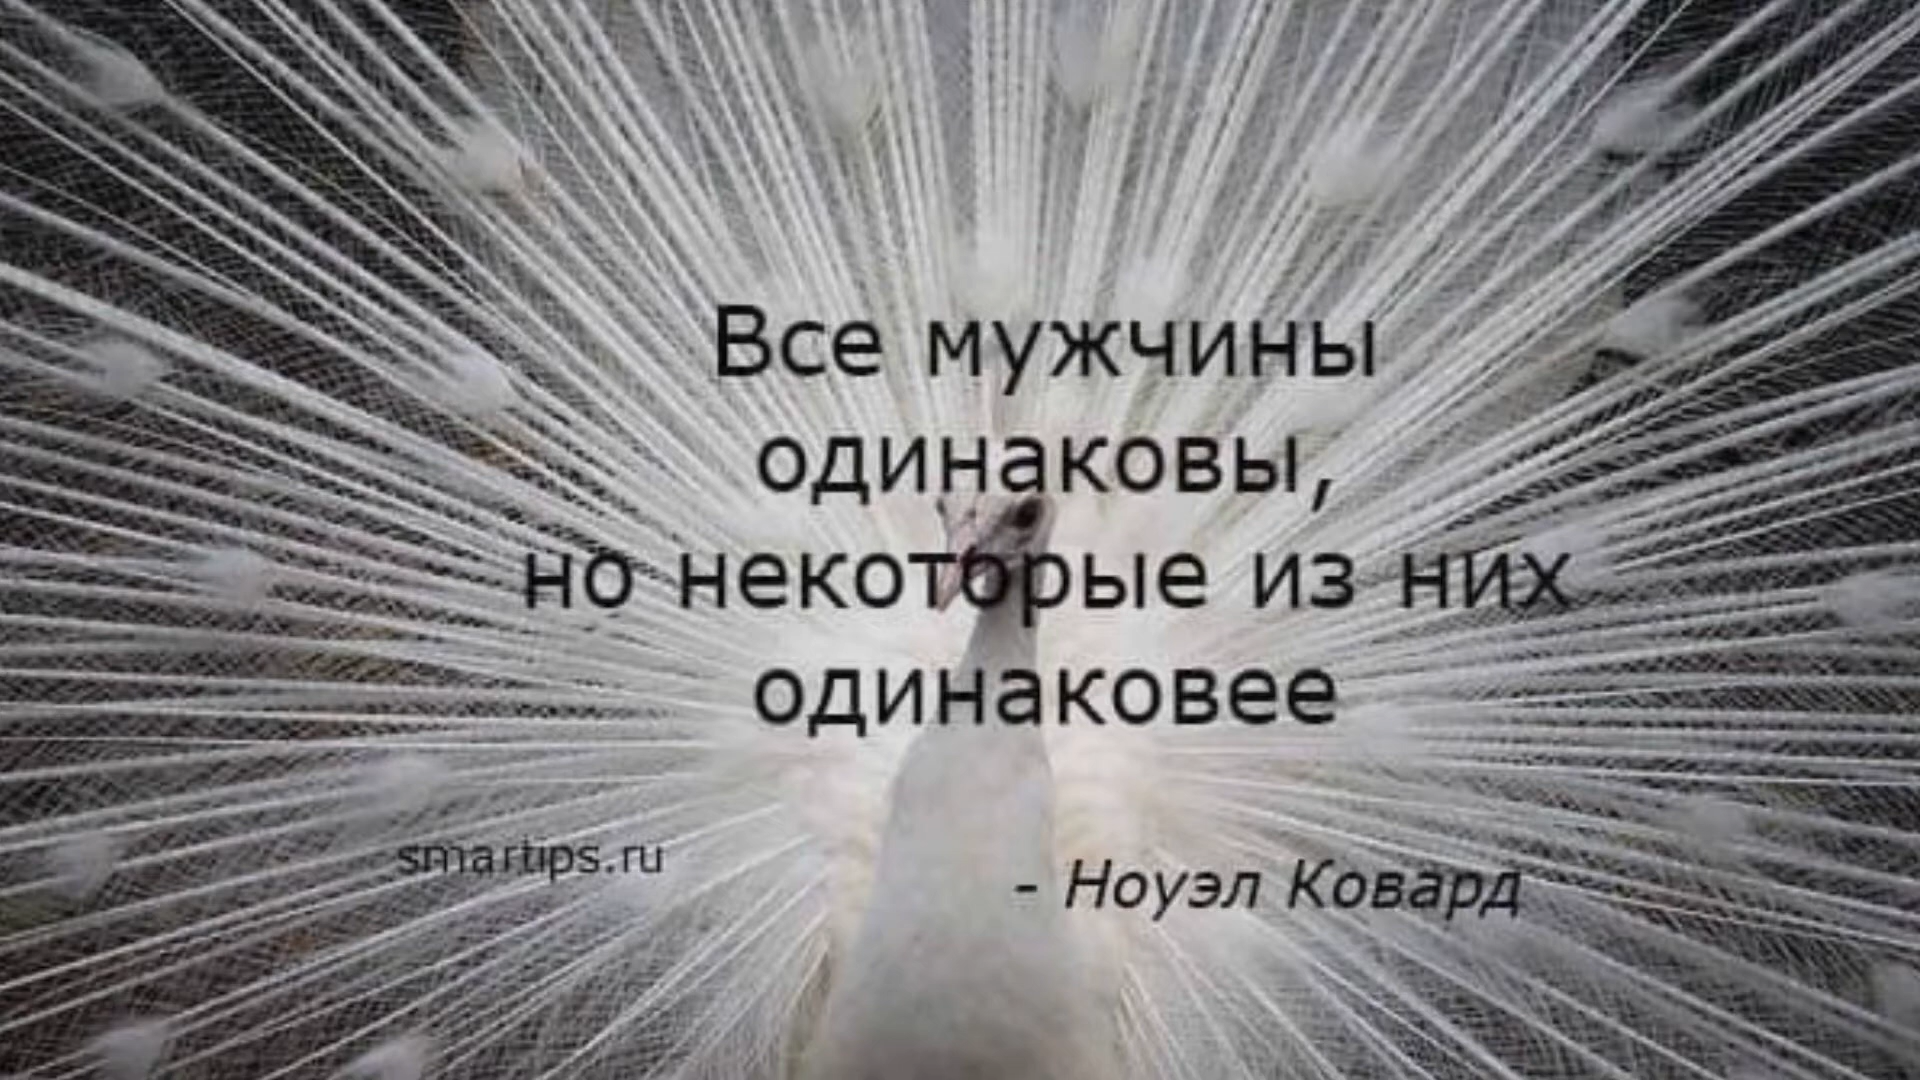 Все мужчины
одинаковы,
но некоторые из них
одинаковее
smartips.ru
- Ноуэл Ковард